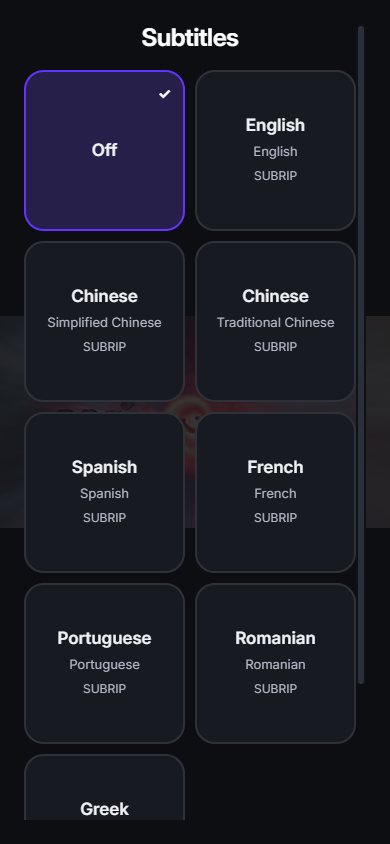 Subtitles
Off
English
English
SUBRIP
Chinese
Simplified Chinese
SUBRIP
Chinese
Traditional Chinese
SUBRIP
Spanish
Spanish
SUBRIP
French
French
SUBRIP
Portuguese
Portuguese
SUBRIP
Romanian
Romanian
SUBRIP
Greek